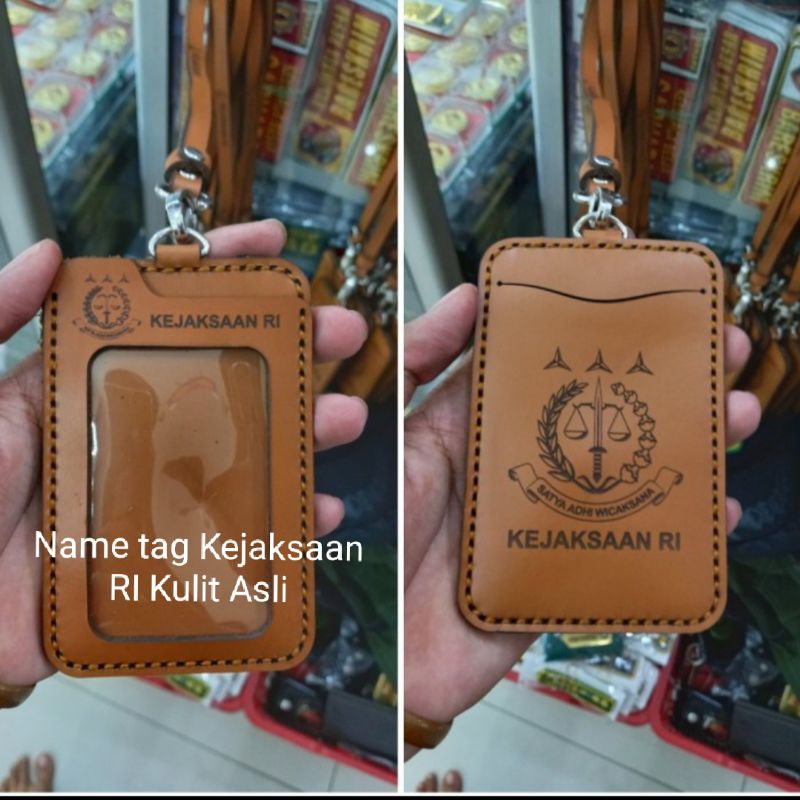 KEJAKSAAN RI
Name tag Kejaksaan
RI Kulit Asli
SATYA ADHI WICAKSANA
KEJAKSAAN RI